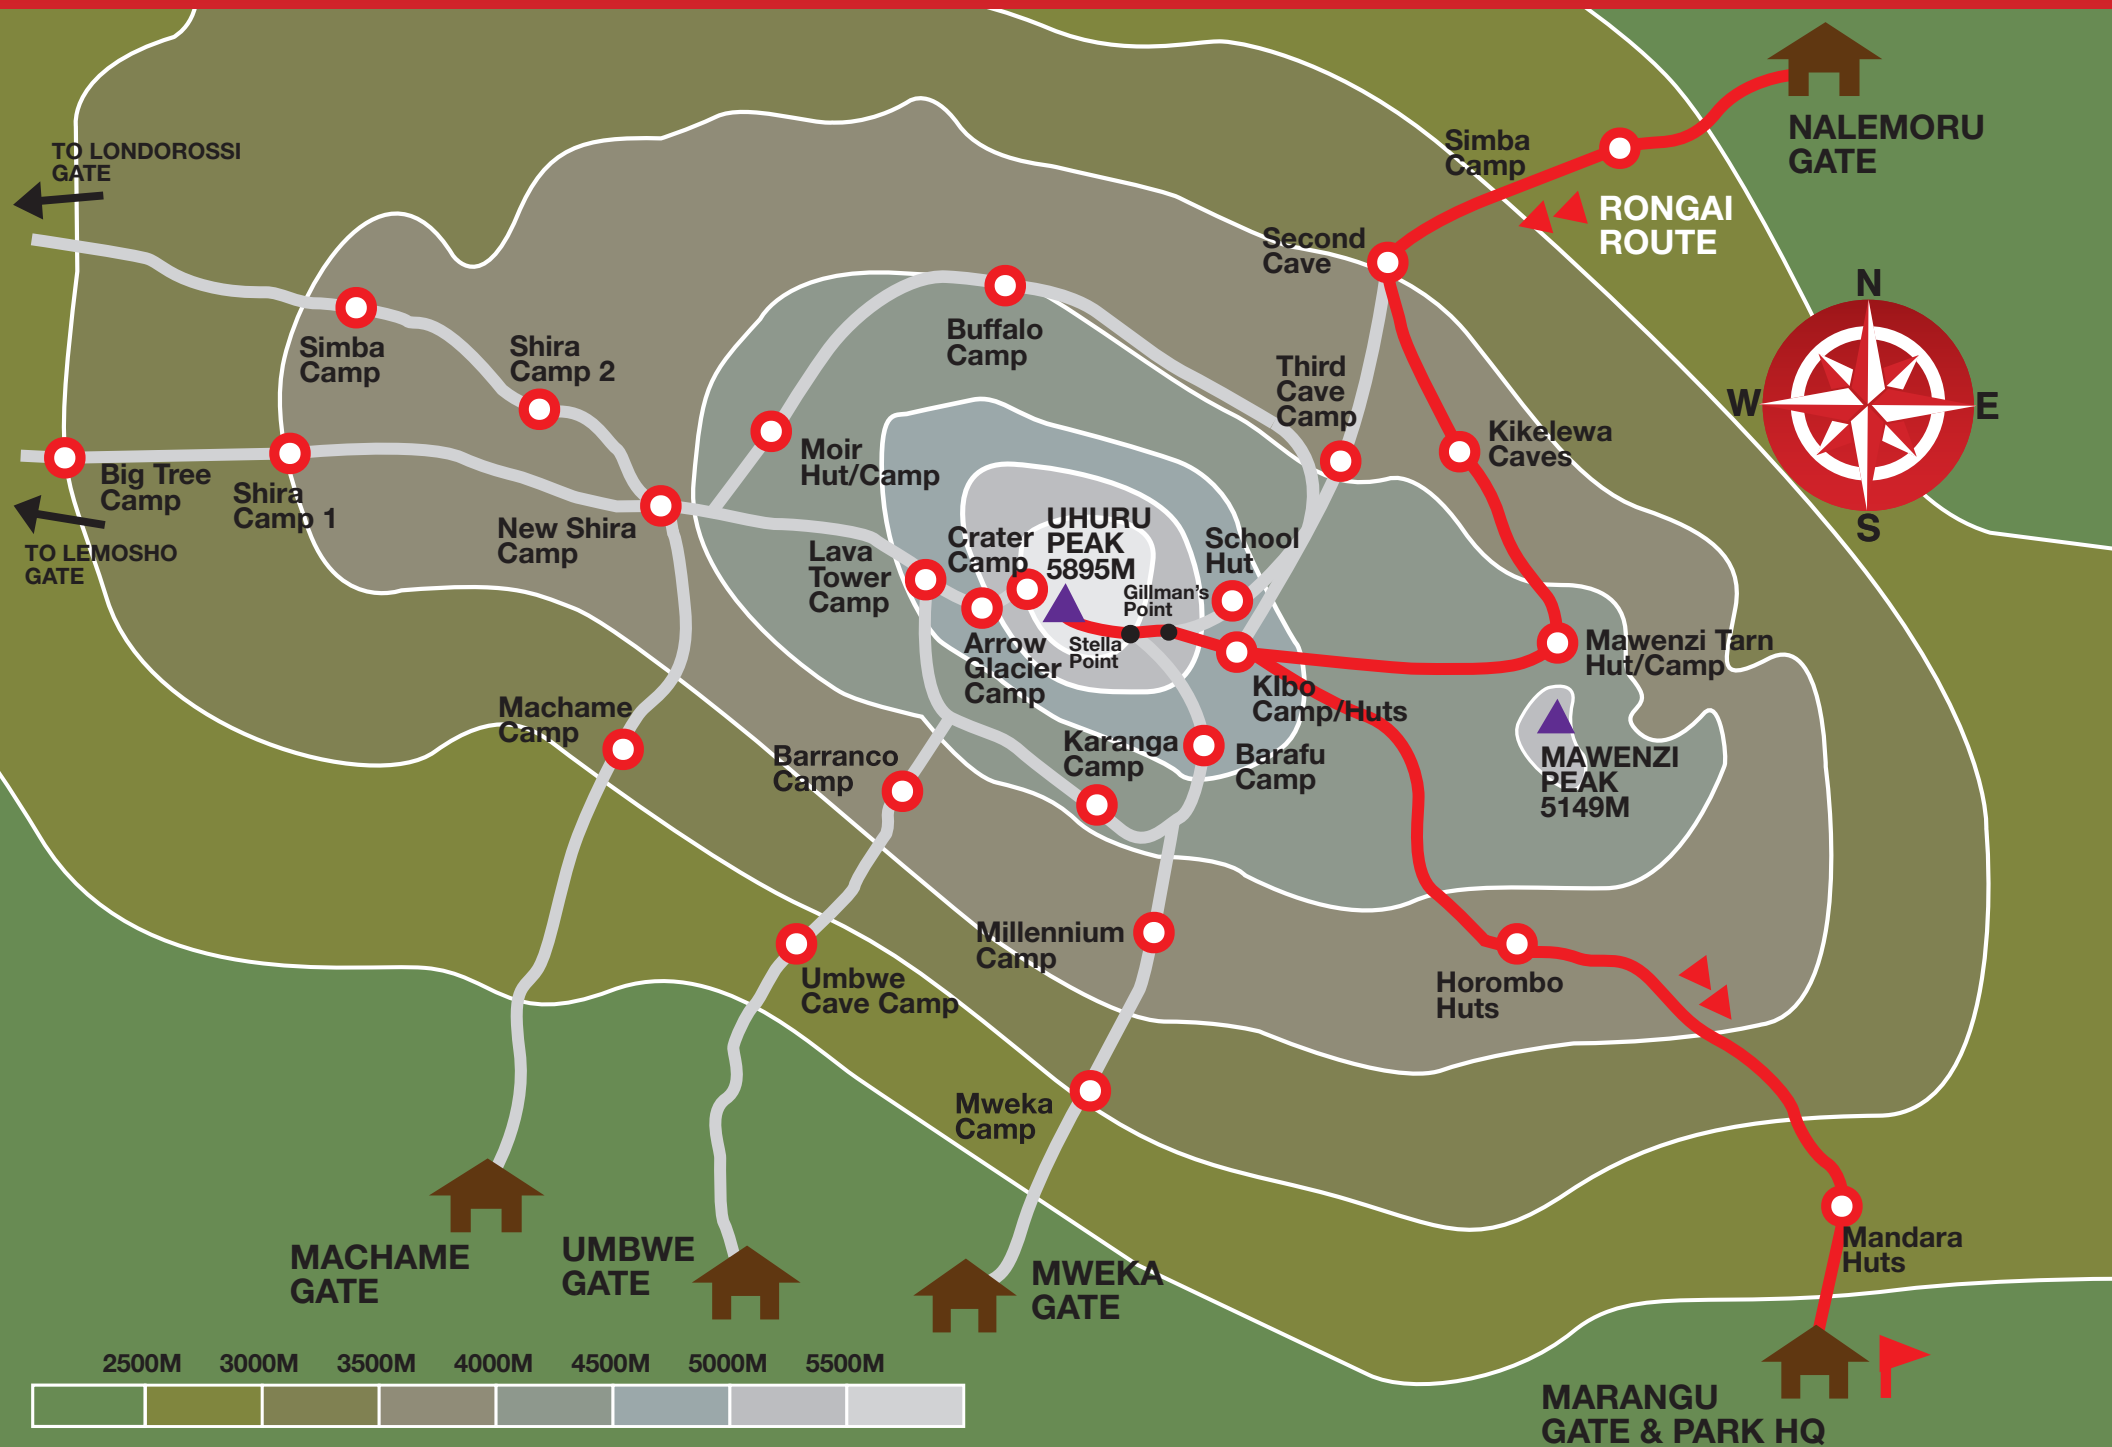 NALEMORU
GATE
Simba
Camp
TO LONDOROSSI
GATE
RONGAI
ROUTE
Second
Cave
N
W
E
S
Simba
Camp
Shira
Camp 2
Buffalo
Camp
Third
Cave
Camp
Kikelewa
Caves
Moir
Hut/Camp
Big Tree
Camp
Shira
Camp 1
New Shira
Camp
TO LEMOSHO
GATE
UHURU
PEAK
5895M
Crater
Camp
School
Hut
Lava
Tower
Camp
Gillman's
Point
Stella
Point
Arrow
Glacier
Camp
Mawenzi Tarn
Hut/Camp
KIbo
Camp/Huts
Machame
Camp
Barranco
Camp
Karanga
Camp
Barafu
Camp
MAWENZI
PEAK
5149M
Millennium
Camp
Umbwe
Cave Camp
Horombo
Huts
Mweka
Camp
Mandara
Huts
MACHAME
GATE
UMBWE
GATE
MWEKA
GATE
2500M 3000M 3500M 4000M 4500M 5000M 5500M
MARANGU
GATE & PARK HQ